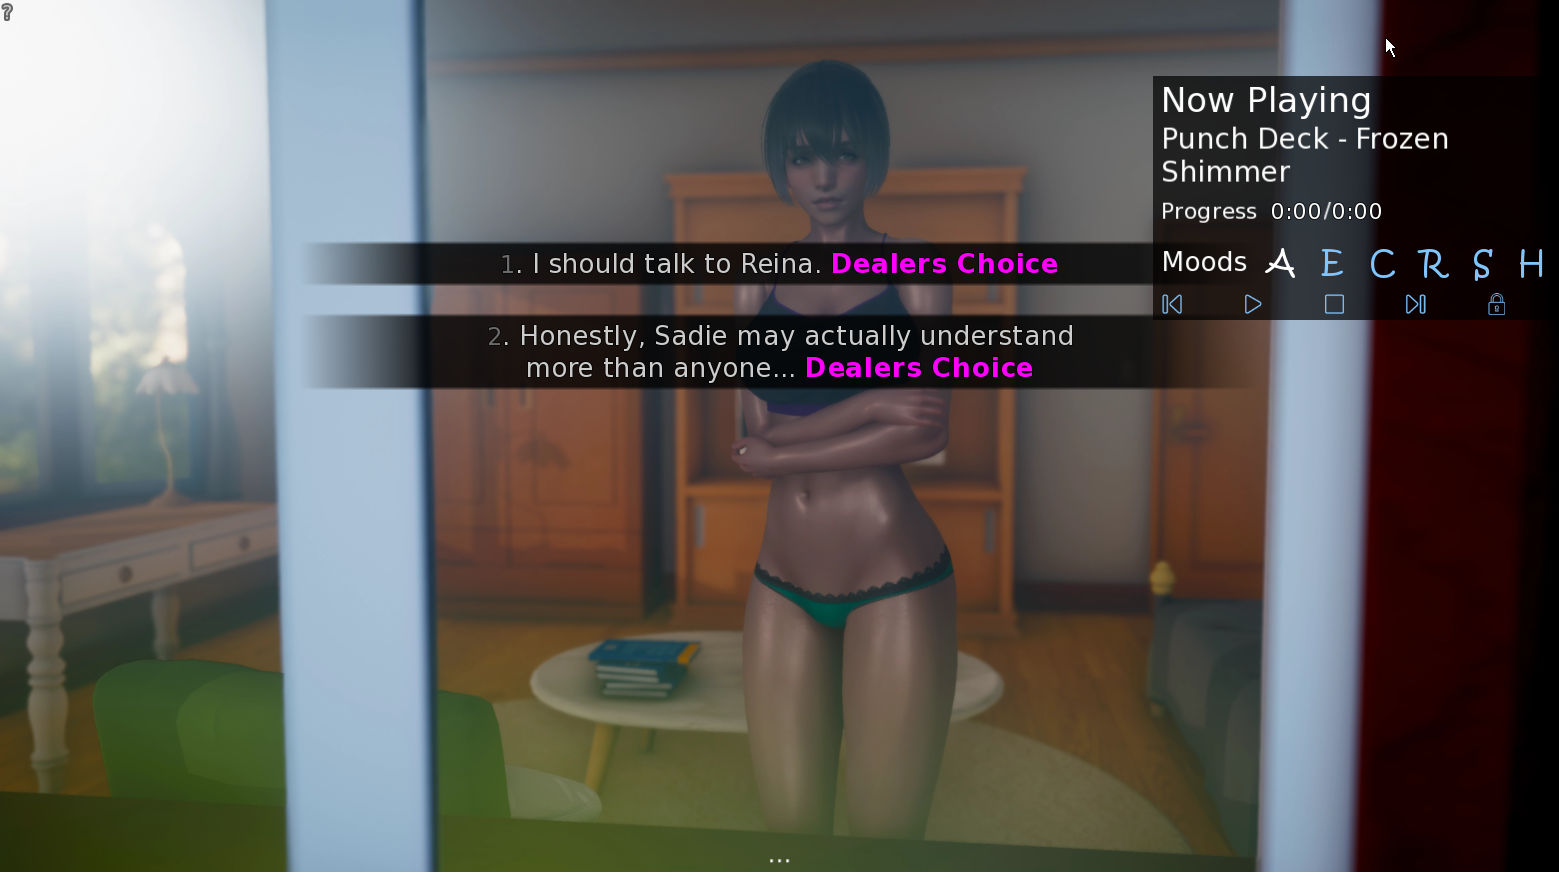 ?
Now Playing
Punch Deck - Frozen
Shimmer
Progress 0:00/0:00
Moods A E C R S H
1. I should talk to Reina. Dealers Choice
2. Honestly, Sadie may actually understand
more than anyone... Dealers Choice
...